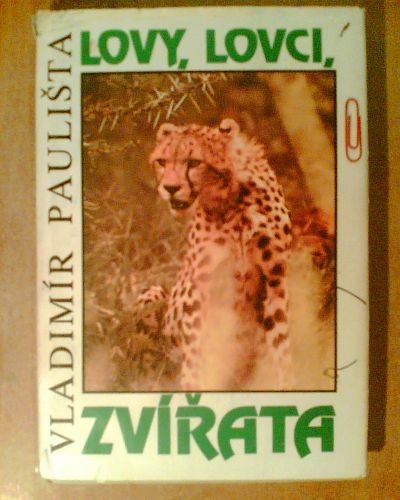 VLADIMÍR PAULIŠTA
LOVY, LOVCI,
ZVÍŘATA